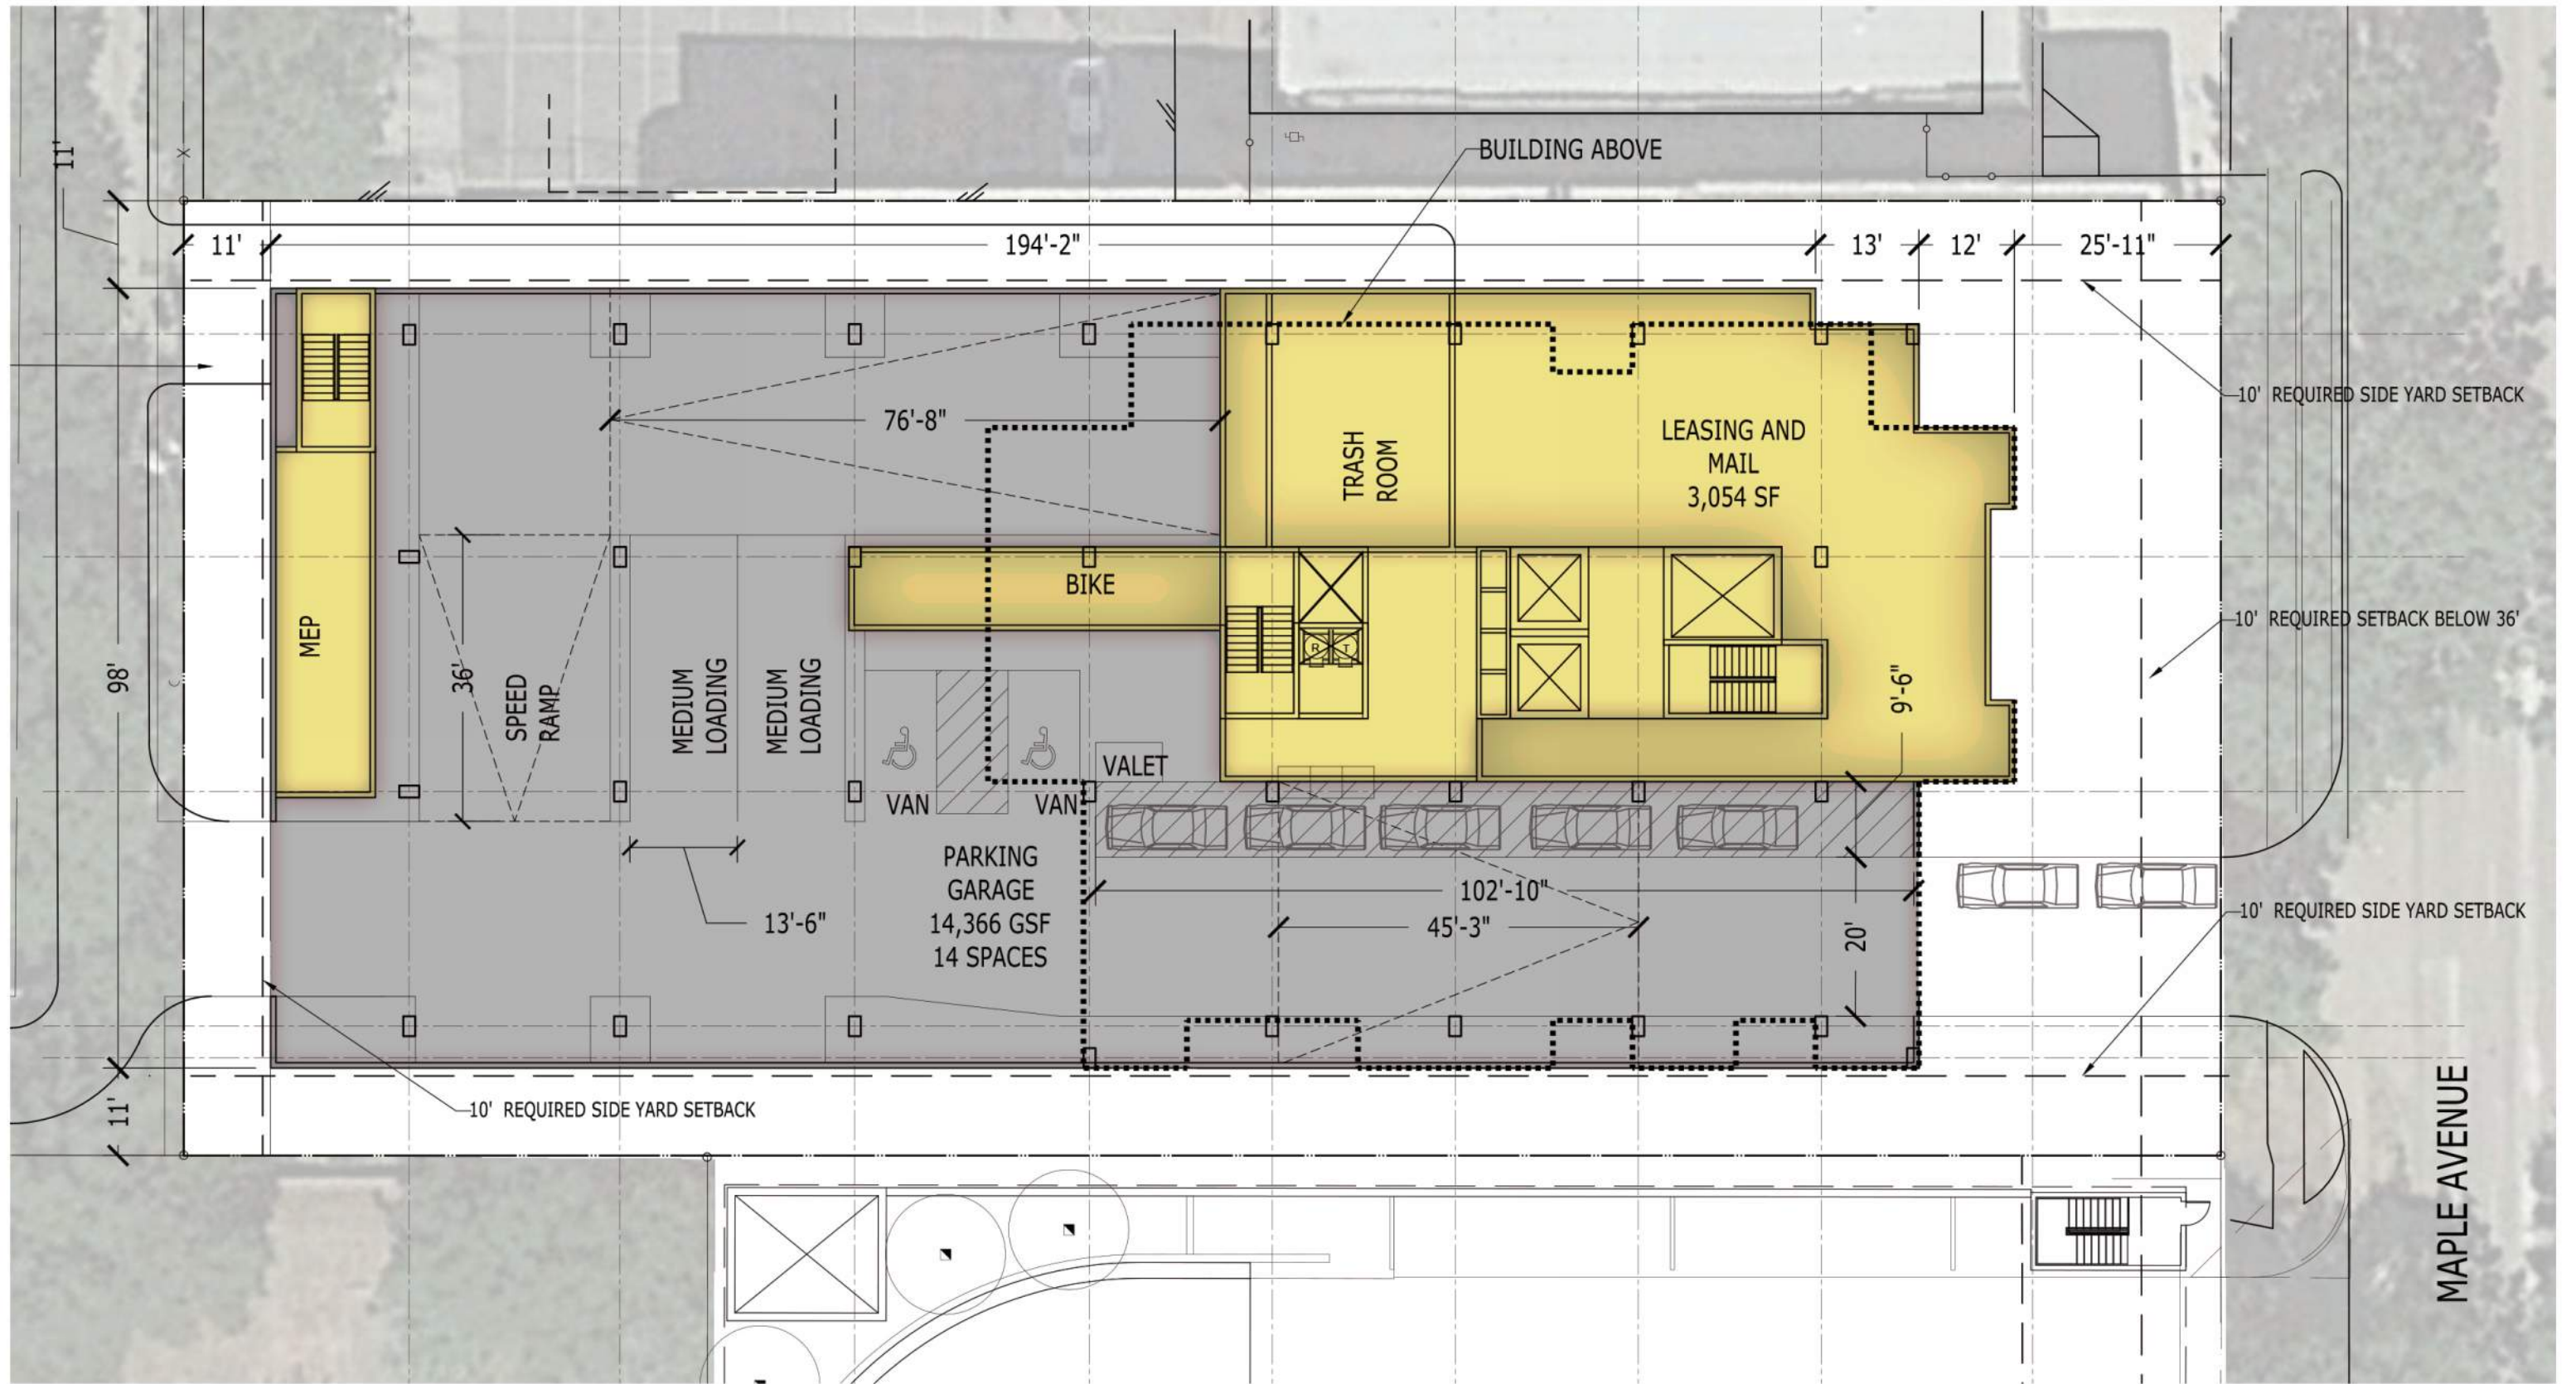 BUILDING ABOVE
11'
11'
194'-2"
13'
12'
25'-11"
10' REQUIRED SIDE YARD SETBACK
76'-8"
TRASH
ROOM
LEASING AND
MAIL
3,054 SF
BIKE
10' REQUIRED SETBACK BELOW 36'
MEP
98'
36'
SPEED
RAMP
MEDIUM
LOADING
MEDIUM
LOADING
R
T
9'-6"
VALET
VAN
VAN
PARKING
GARAGE
14,366 GSF
14 SPACES
13'-6"
102'-10"
45'-3"
20'
10' REQUIRED SIDE YARD SETBACK
11'
10' REQUIRED SIDE YARD SETBACK
MAPLE AVENUE